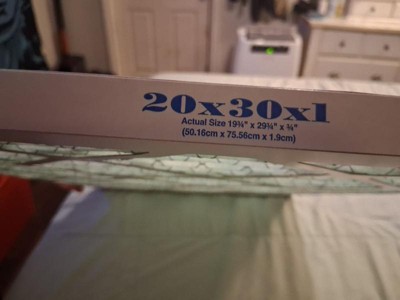 20x30x1
Actual Size 19¾" x 29¾" x ¾"
(50.16cm x 75.56cm x 1.9cm)